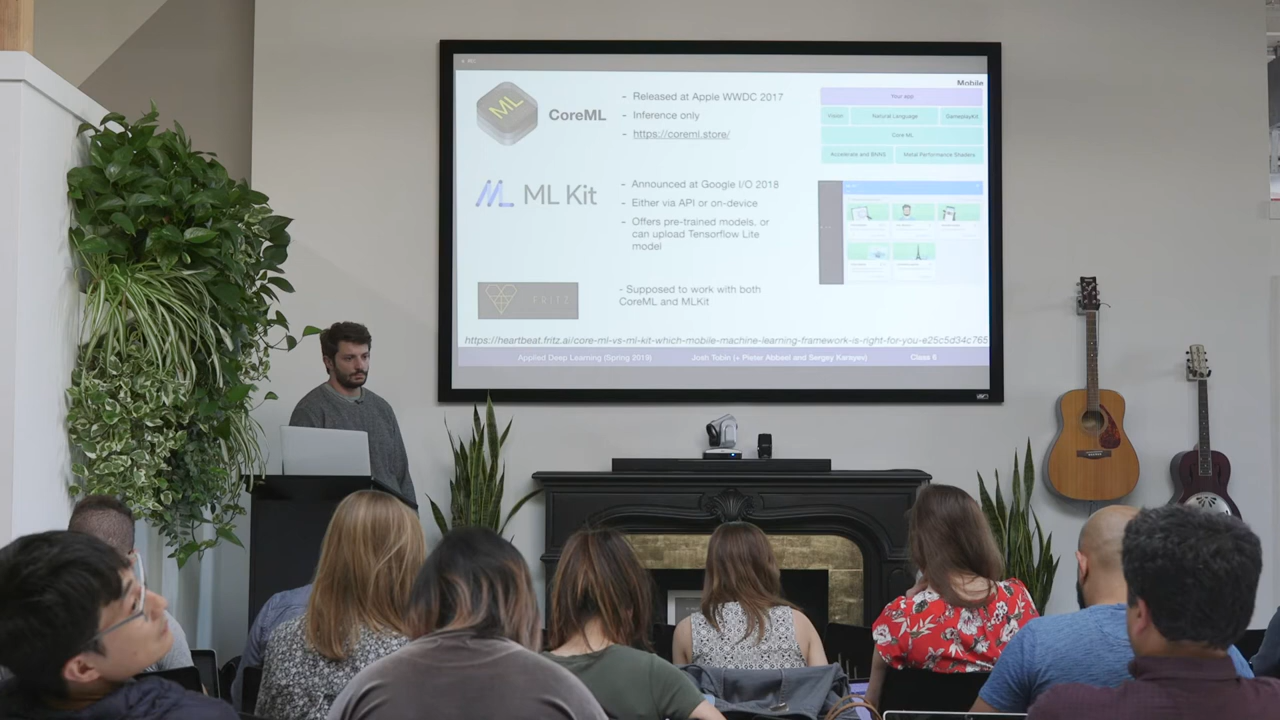 Mobile
ML
CoreML
- Released at Apple WWDC 2017
- Inference only
- https://coreml.store/
Your app
Vision
Natural Language
GameplayKit
Core ML
Accelerate and BNNS
Metal Performance Shaders
ML Kit
- Announced at Google I/O 2018
- Either via API or on-device
- Offers pre-trained models, or
can upload Tensorflow Lite
model
FRITZ
- Supposed to work with both
CoreML and MLKit
https://heartbeat.fritz.ai/core-ml-vs-ml-kit-which-mobile-machine-learning-framework-is-right-for-you-e25c5d34c765
Applied Deep Learning (Spring 2019)
Josh Tobin (+ Pieter Abbeel and Sergey Karayev)
Class 6